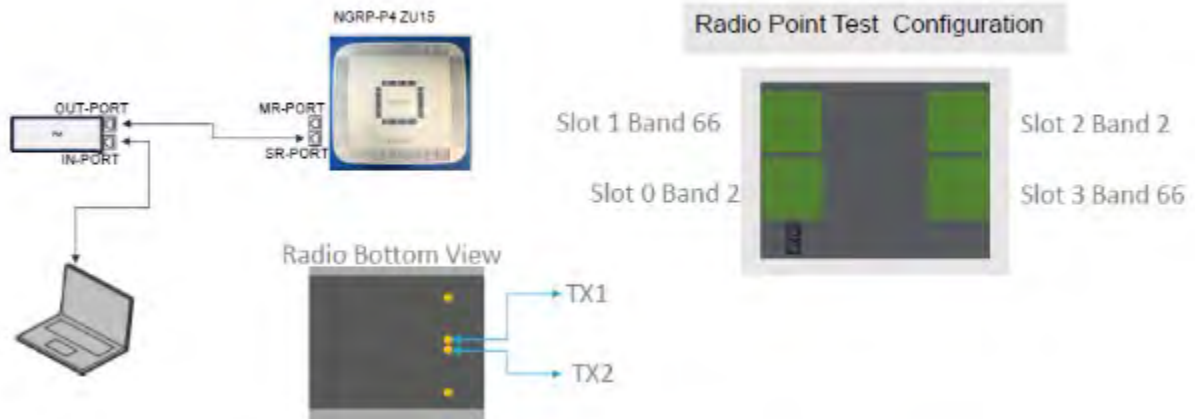 NGRP-P4 ZU15
Radio Point Test Configuration
OUT-PORT
IN-PORT
MR-PORT
SR-PORT
Slot 1 Band 66
Slot 2 Band 2
Slot 0 Band 2
Slot 3 Band 66
Radio Bottom View
TX1
TX2